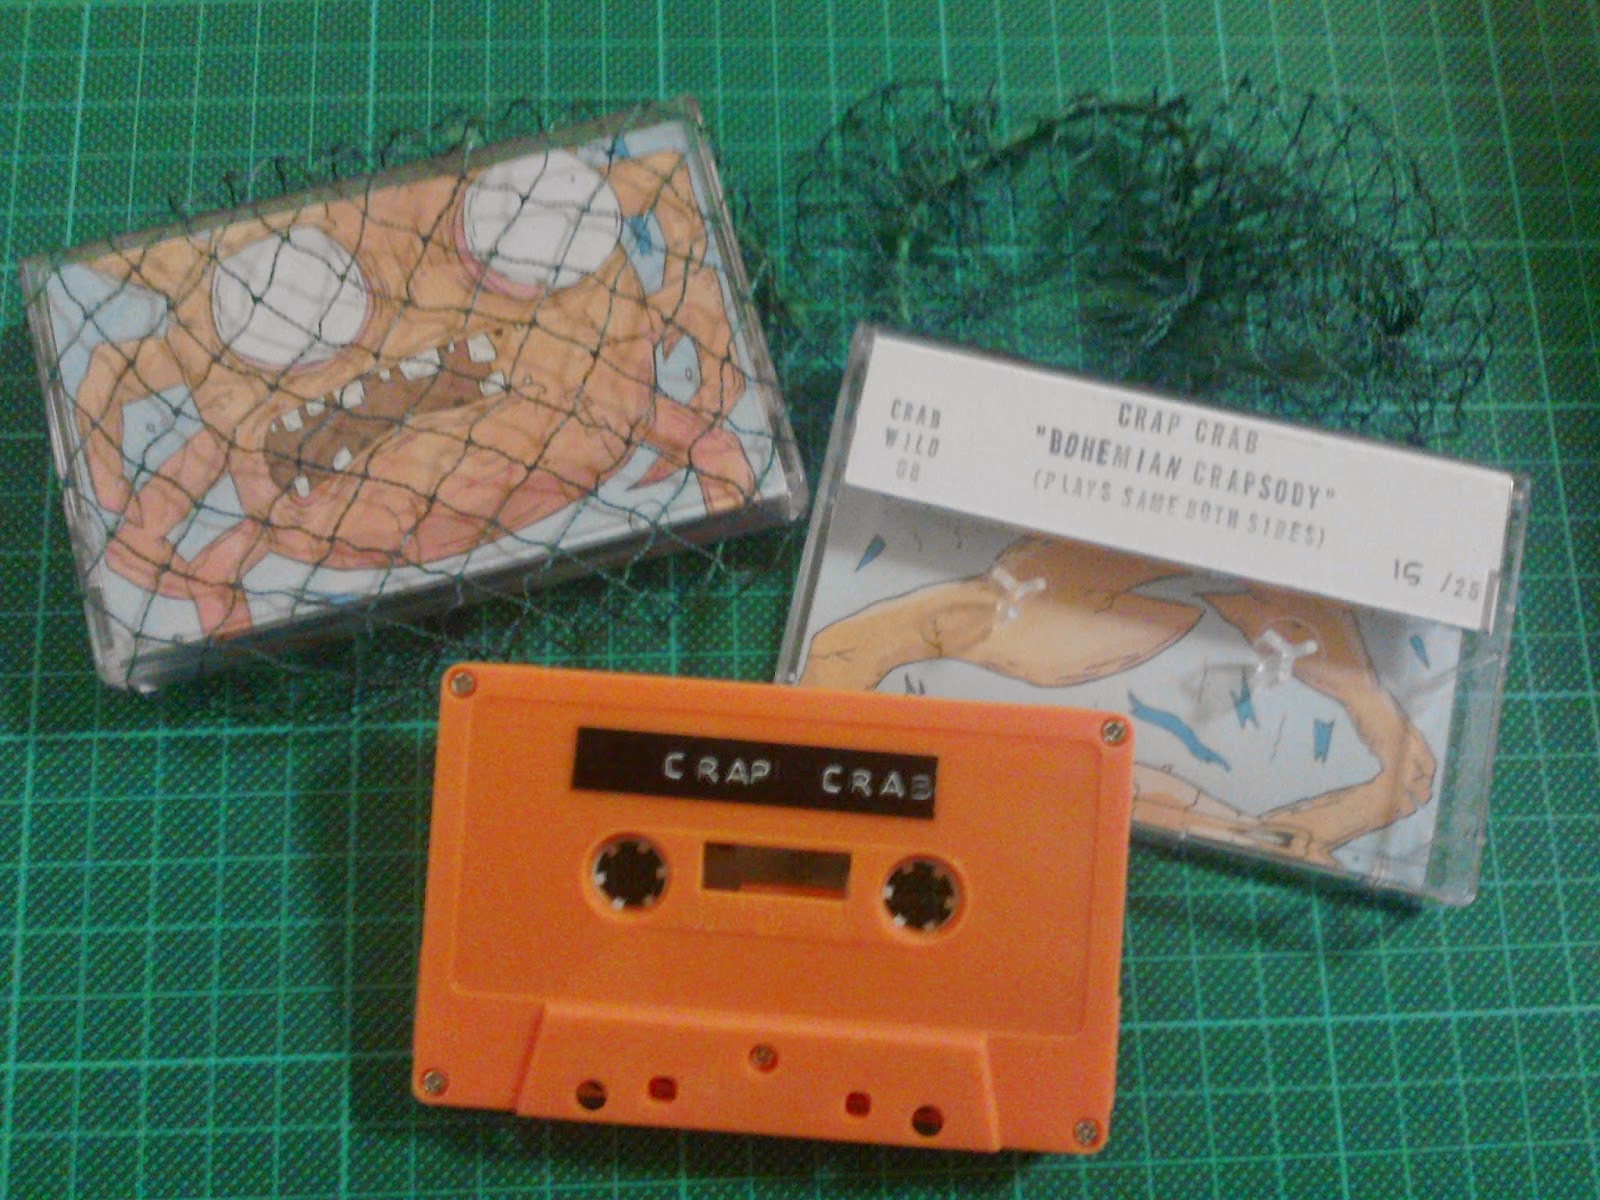 CRAP CRAB
"BOHEMIAN CRAPSODY"
(PLAYS SAME BOTH SIDES)
CRAB
WILD
08
15 /25
CRAP CRAB